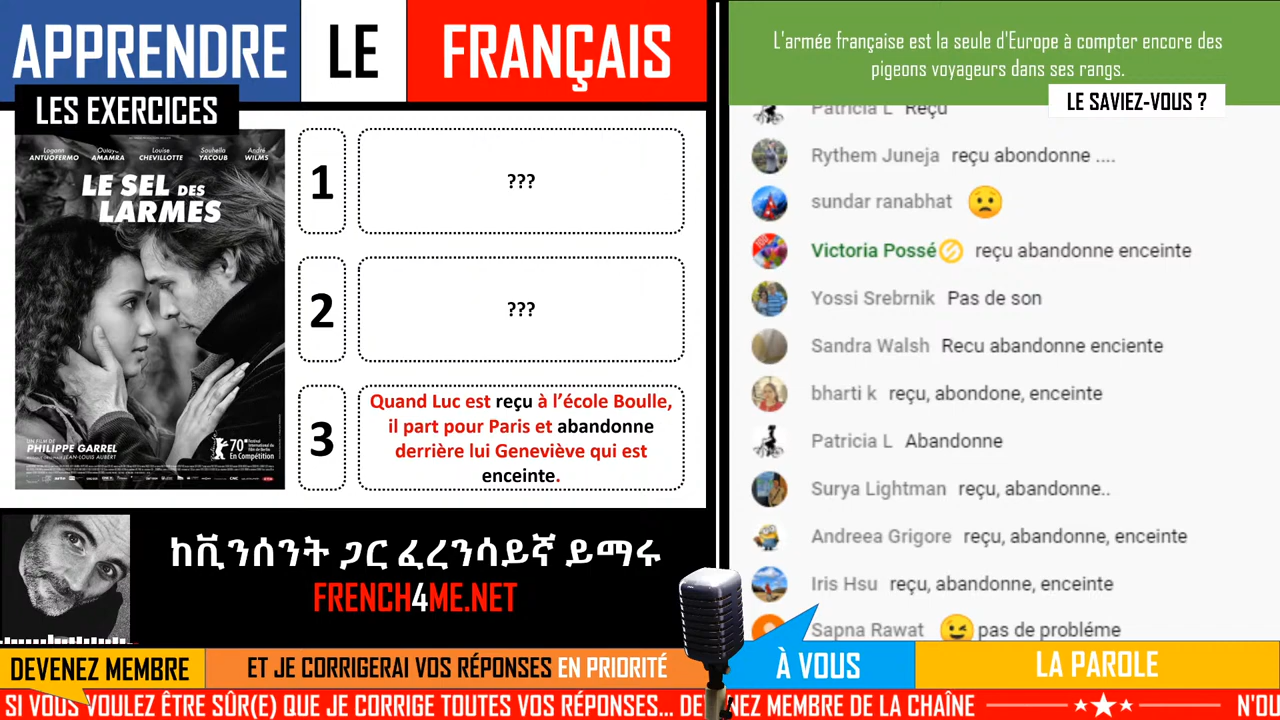 APPRENDRE LE FRANÇAIS
LES EXERCICES
Logann Oulaya Louise Souheila André
ANTUOFERMO AMAMRA CHEVILLOTTE YACOUB WILMS
LE SEL DES
LARMES
UN FILM DE
PHILIPPE GARREL
70e Festival
En Compétition
1
???
2
???
3
Quand Luc est reçu à l'école Boulle,
il part pour Paris et abandonne
derrière lui Geneviève qui est
enceinte.
ከቪንሰንት ጋር ፈረንሳይኛ ይማሩ
FRENCH4ME.NET
L'armée française est la seule d'Europe à compter encore des
pigeons voyageurs dans ses rangs.
LE SAVIEZ-VOUS ?
Patricia L Reçu
Rythem Juneja reçu abondonne ....
sundar ranabhat
Victoria Possé reçu abandonne enceinte
Yossi Srebrnik Pas de son
Sandra Walsh Recu abandonne enciente
bharti k reçu, abondone, enceinte
Patricia L Abandonne
Surya Lightman reçu, abandonne..
Andreea Grigore reçu, abandonne, enceinte
Iris Hsu reçu, abandonne, enceinte
Sapna Rawat pas de probléme
DEVENEZ MEMBRE
ET JE CORRIGERAI VOS RÉPONSES EN PRIORITÉ
À VOUS
LA PAROLE
SI VOUS VOULEZ ÊTRE SÛR(E) QUE JE CORRIGE TOUTES VOS RÉPONSES... DE NEZ MEMBRE DE LA CHAÎNE N'OU